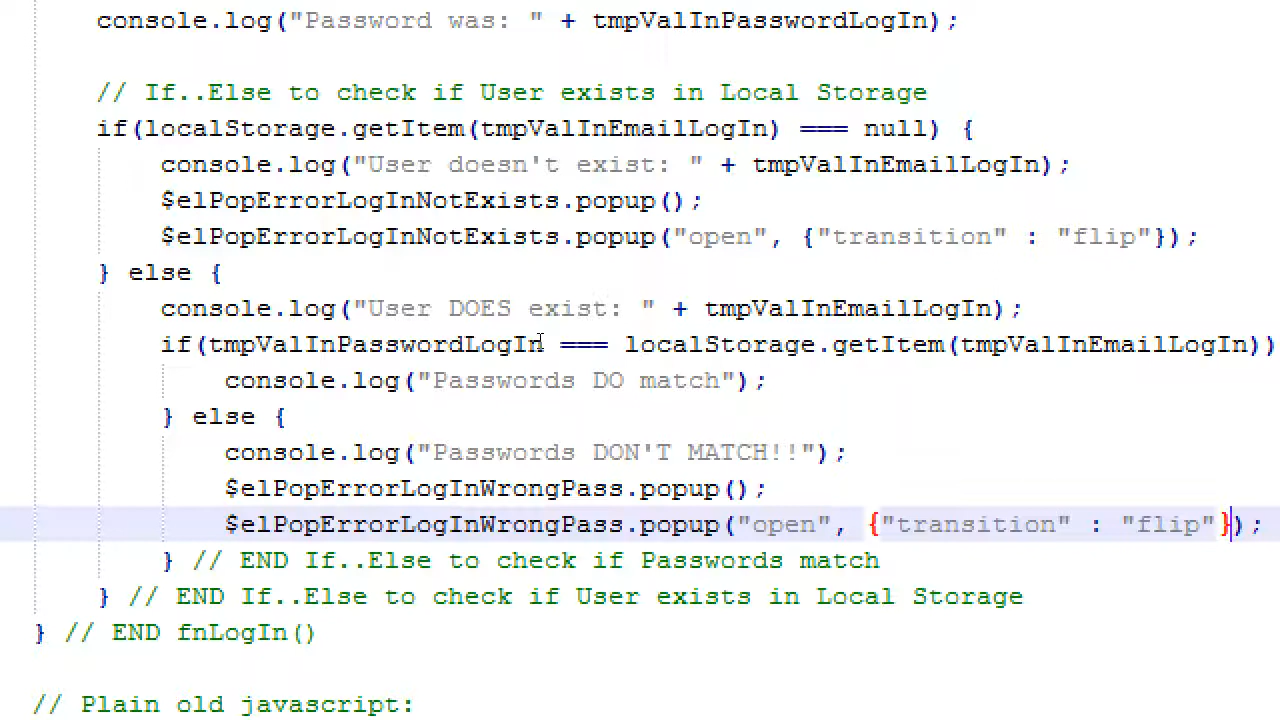 console.log("Password was: " + tmpValInPasswordLogIn);
// If..Else to check if User exists in Local Storage
if(localStorage.getItem(tmpValInEmailLogIn) === null) {
console.log("User doesn't exist: " + tmpValInEmailLogIn);
$elPopErrorLogInNotExists.popup();
$elPopErrorLogInNotExists.popup("open", {"transition" : "flip"});
} else {
console.log("User DOES exist: " + tmpValInEmailLogIn);
if(tmpValInPasswordLogIn === localStorage.getItem(tmpValInEmailLogIn))
console.log("Passwords DO match");
} else {
console.log("Passwords DON'T MATCH!!");
$elPopErrorLogInWrongPass.popup();
$elPopErrorLogInWrongPass.popup("open", {"transition" : "flip"});
} // END If..Else to check if Passwords match
} // END If..Else to check if User exists in Local Storage
} // END fnLogIn()
// Plain old javascript: